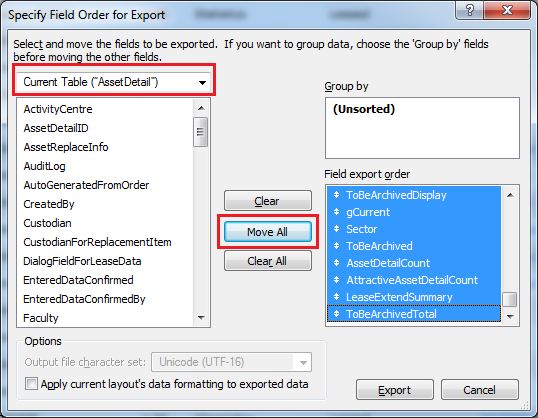 Specify Field Order for Export
Select and move the fields to be exported. If you want to group data, choose the 'Group by' fields
before moving the other fields.
Current Table ("AssetDetail")
ActivityCentre
AssetDetailID
AssetReplaceInfo
AuditLog
AutoGeneratedFromOrder
CreatedBy
Custodian
CustodianForReplacementItem
DialogFieldForLeaseData
EnteredDataConfirmed
EnteredDataConfirmedBy
Faculty
Clear
Move All
Clear All
Group by
(Unsorted)
Field export order
ToBeArchivedDisplay
gCurrent
Sector
ToBeArchived
AssetDetailCount
AttractiveAssetDetailCount
LeaseExtendSummary
ToBeArchivedTotal
Options
Output file character set: Unicode (UTF-16)
Apply current layout's data formatting to exported data
Export
Cancel